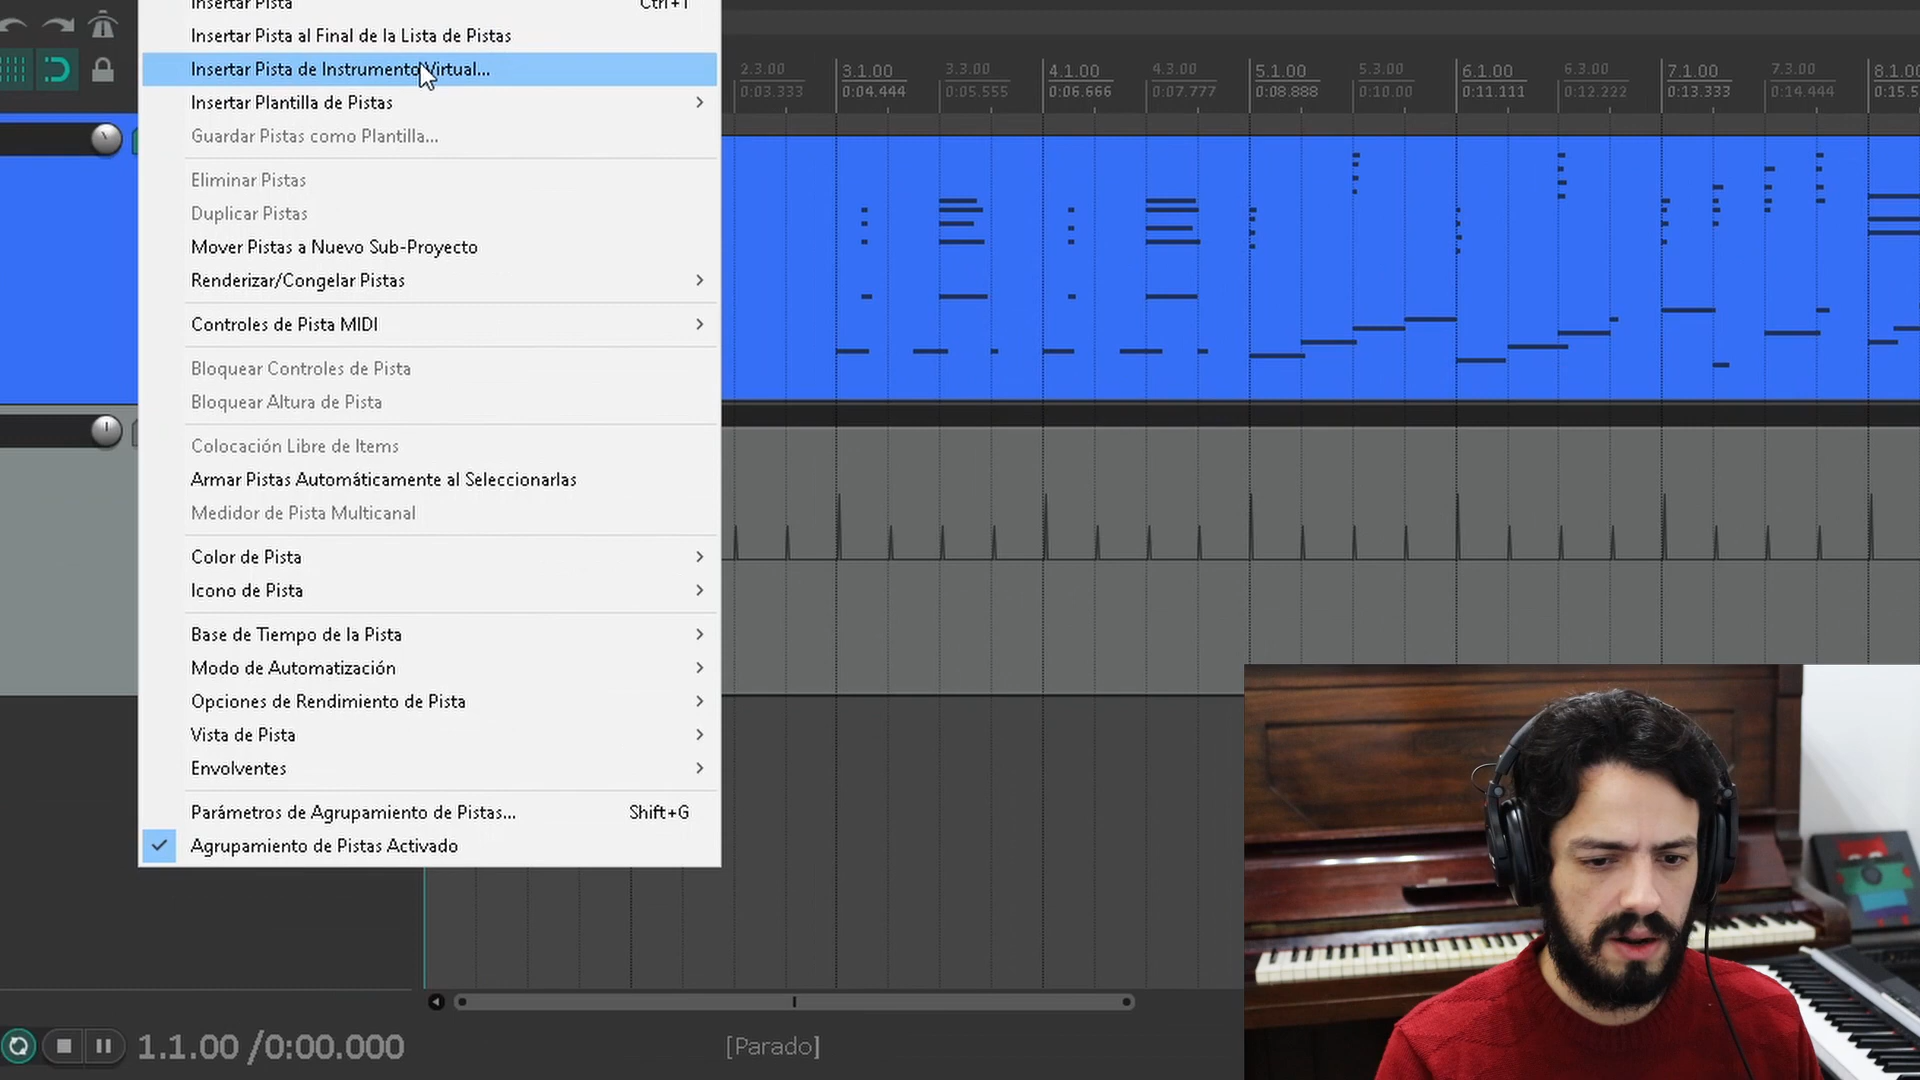 Insertar Pista Ctrl+T
Insertar Pista al Final de la Lista de Pistas
Insertar Pista de Instrumento Virtual...
Insertar Plantilla de Pistas
Guardar Pistas como Plantilla...
Eliminar Pistas
Duplicar Pistas
Mover Pistas a Nuevo Sub-Proyecto
Renderizar/Congelar Pistas
Controles de Pista MIDI
Bloquear Controles de Pista
Bloquear Altura de Pista
Colocación Libre de Items
Armar Pistas Automáticamente al Seleccionarlas
Medidor de Pista Multicanal
Color de Pista
Icono de Pista
Base de Tiempo de la Pista
Modo de Automatización
Opciones de Rendimiento de Pista
Vista de Pista
Envolventes
Parámetros de Agrupamiento de Pistas... Shift+G
Agrupamiento de Pistas Activado
2.3.00 3.1.00 3.3.00 4.1.00 4.3.00 5.1.00 5.3.00 6.1.00 6.3.00 7.1.00 7.3.00 8.1.00
0:03.333 0:04.444 0:05.555 0:06.666 0:07.777 0:08.888 0:10.00 0:11.111 0:12.222 0:13.333 0:14.444 0:15.5
1.1.00 /0:00.000
[Parado]